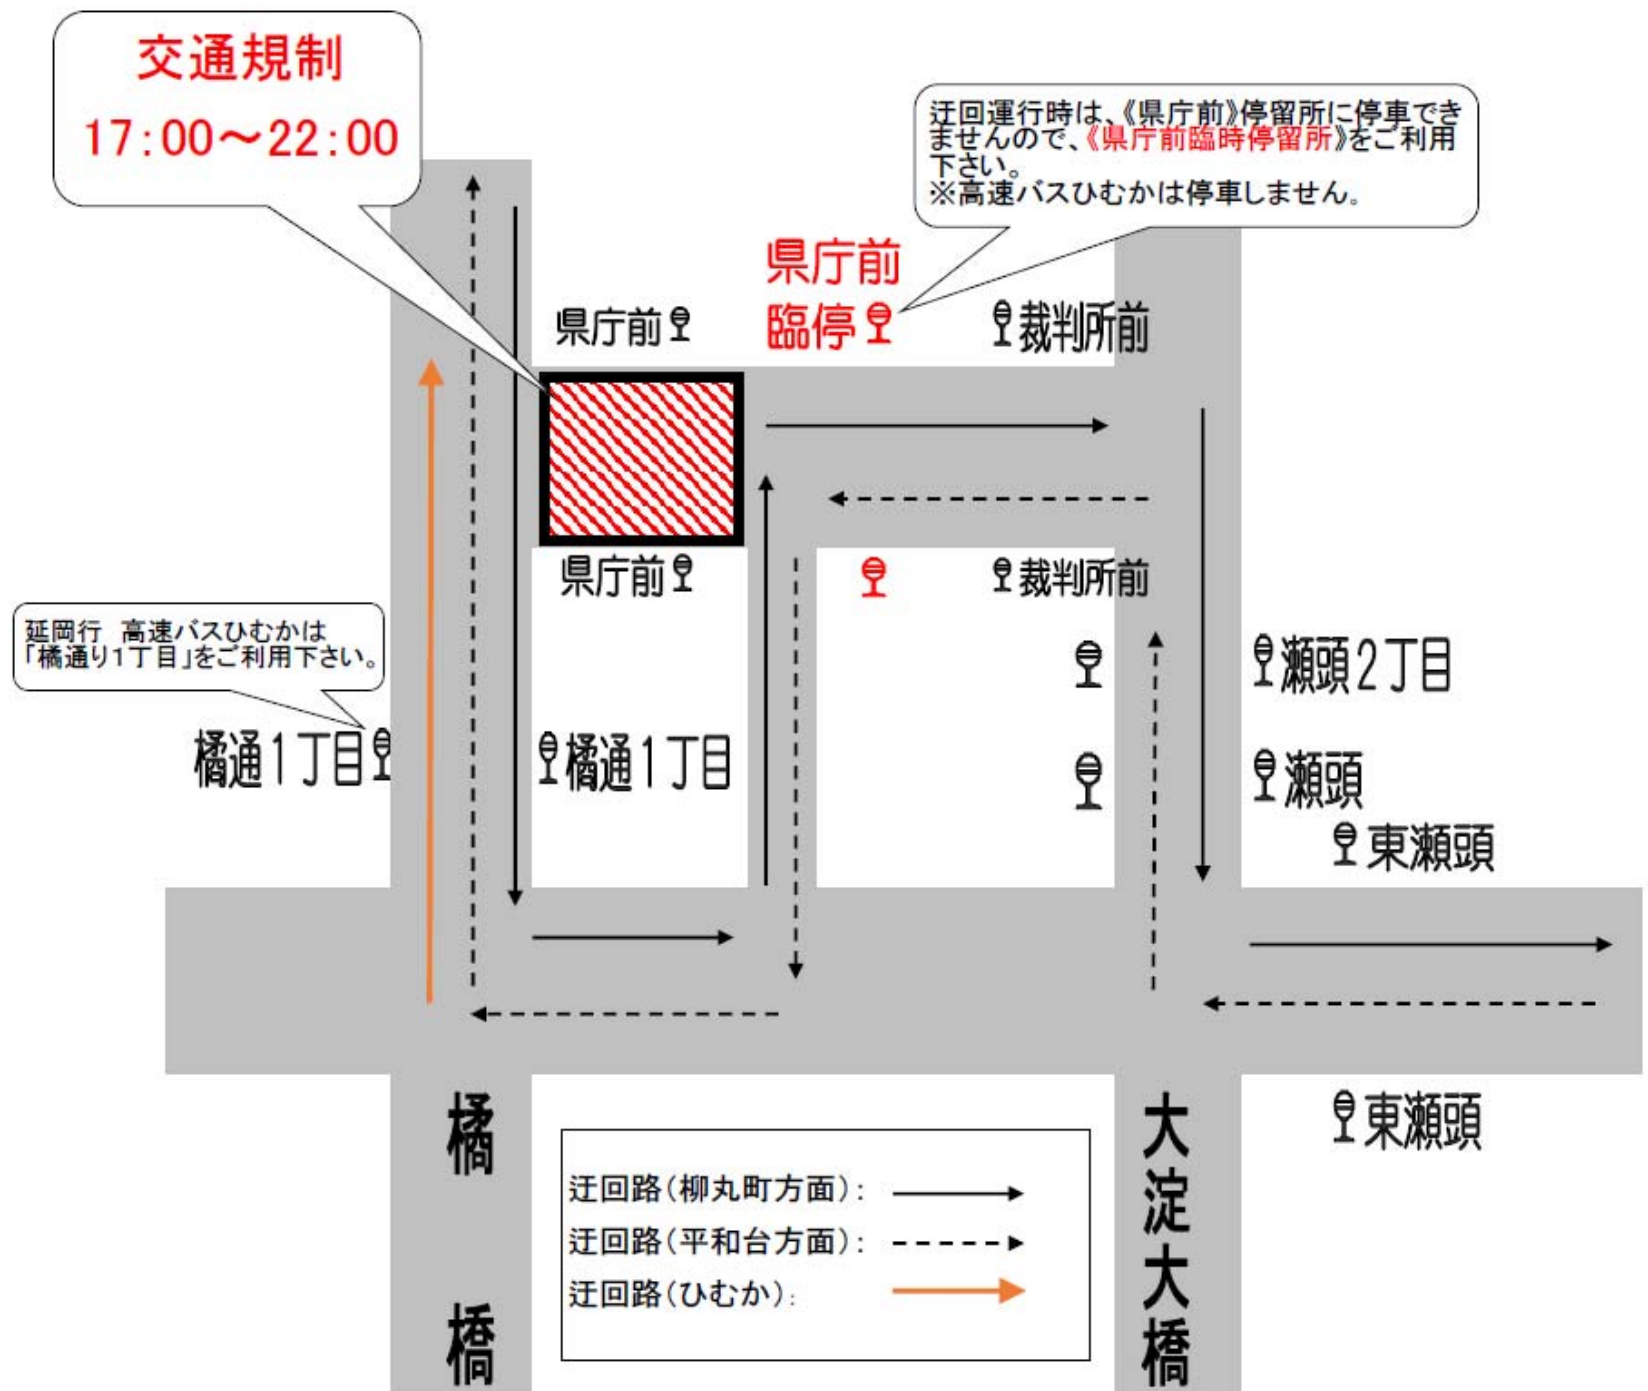 交通規制
17:00～22:00
迂回運行時は、《県庁前》停留所に停車でき
ませんので、《県庁前臨時停留所》をご利用
下さい。
※高速バスひむかは停車しません。
県庁前
臨停
県庁前
裁判所前
県庁前
裁判所前
延岡行　高速バスひむかは
「橘通り1丁目」をご利用下さい。
瀬頭２丁目
橘通１丁目
橘通１丁目
瀬頭
東瀬頭
橘橋
大淀大橋
東瀬頭
迂回路（柳丸町方面）：
迂回路（平和台方面）：
迂回路（ひむか）：